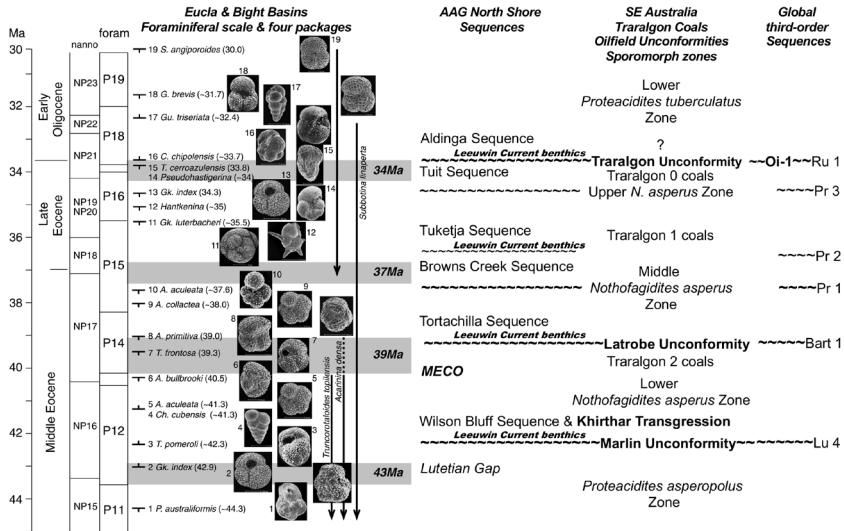 Eucla & Bight Basins
Foraminiferal scale & four packages
AAG North Shore
Sequences
SE Australia
Traralgon Coals
Oilfield Unconformities
Sporomorph zones
Global
third-order
Sequences
Ma
nanno
foram
30
32
34
36
38
40
42
44
Early
Oligocene
Late
Eocene
Middle Eocene
NP23
NP22
NP21
NP19
NP20
NP18
NP17
NP16
NP15
P19
P18
P16
P15
P14
P12
P11
19 S. angiporoides (30.0)
18 G. brevis (~31.7)
17 Gu. triseriata (~32.4)
16 C. chipolensis (~33.7)
15 T. cerroazulensis (33.8)
14 Pseudohastigerina (~34
13 Gk. index (34.3)
12 Hantkenina (~35)
11 Gk. luterbacheri (~35.5)
10 A. aculeata (~37.6)
9 A. collactea (~38.0)
8 A. primitiva (39.0)
7 T. frontosa (39.3)
6 A. bullbrooki (40.5)
5 A. aculeata (~41.3)
4 Ch. cubensis (~41.3)
3 T. pomeroli (~42.3)
2 Gk. index (42.9)
1 P. australiformis (~44.3)
19
18
17
16
15
13
14
12
11
10
9
8
7
6
5
4
3
2
1
Subbotina linaperta
Acarinina densa
Truncorotaloides topilensis
34Ma
37Ma
39Ma
43Ma
Aldinga Sequence
Leeuwin Current benthics
Tuit Sequence
Tuketja Sequence
Leeuwin Current benthics
Browns Creek Sequence
Tortachilla Sequence
Leeuwin Current benthics
MECO
Wilson Bluff Sequence & Khirthar Transgression
Leeuwin Current benthics
Lutetian Gap
Lower
Proteacidites tuberculatus
Zone
?
Traralgon Unconformity
Traralgon 0 coals
Upper N. asperus Zone
Traralgon 1 coals
Middle
Nothofagidites asperus
Zone
Latrobe Unconformity
Traralgon 2 coals
Lower
Nothofagidites asperus Zone
Marlin Unconformity
Proteacidites asperopolus
Zone
~~Oi-1~~Ru 1
~~~~Pr 3
~~~~Pr 2
~~~~Pr 1
~~~~~Bart 1
~~~~~~~Lu 4